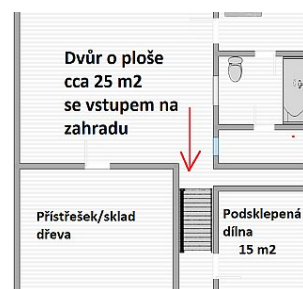 Dvůr o ploše
cca 25 m2
se vstupem na
zahradu
Přístřešek/sklad
dřeva
Podsklepená
dílna
15 m2